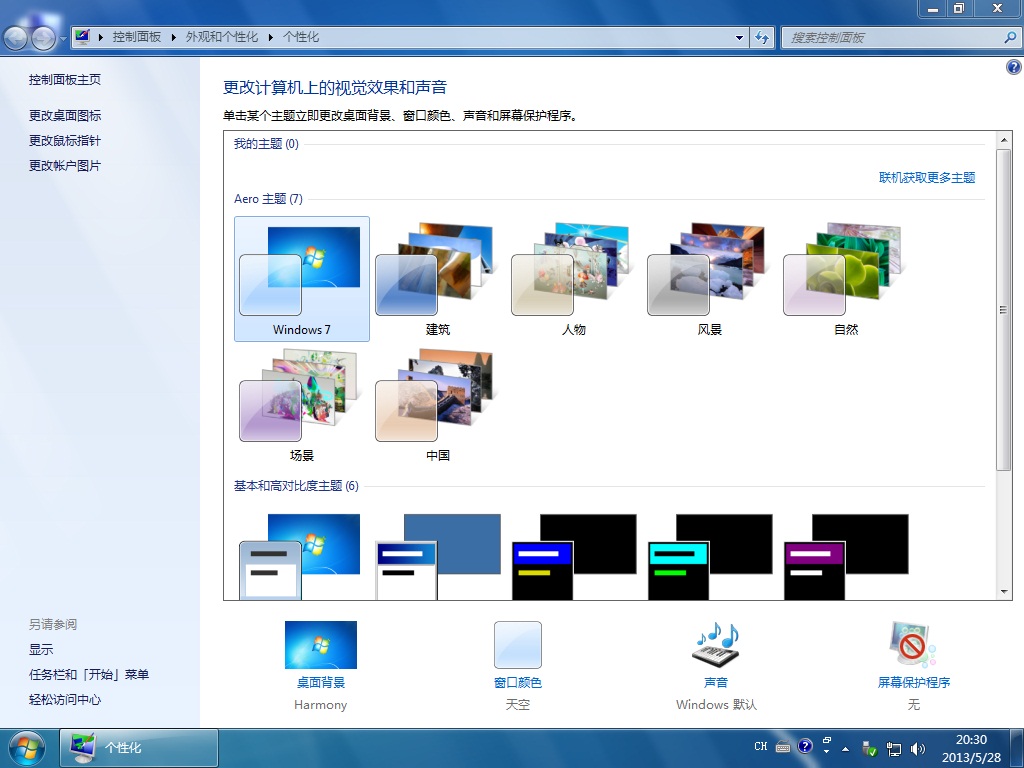 控制面板 外观和个性化 个性化
搜索控制面板
控制面板主页
更改桌面图标
更改鼠标指针
更改帐户图片
更改计算机上的视觉效果和声音
单击某个主题立即更改桌面背景、窗口颜色、声音和屏幕保护程序。
我的主题 (0)
联机获取更多主题
Aero 主题 (7)
Windows 7
建筑
人物
风景
自然
场景
中国
基本和高对比度主题 (6)
另请参阅
显示
任务栏和「开始」菜单
轻松访问中心
桌面背景
Harmony
窗口颜色
天空
声音
Windows 默认
屏幕保护程序
无
个性化
CH
20:30
2013/5/28